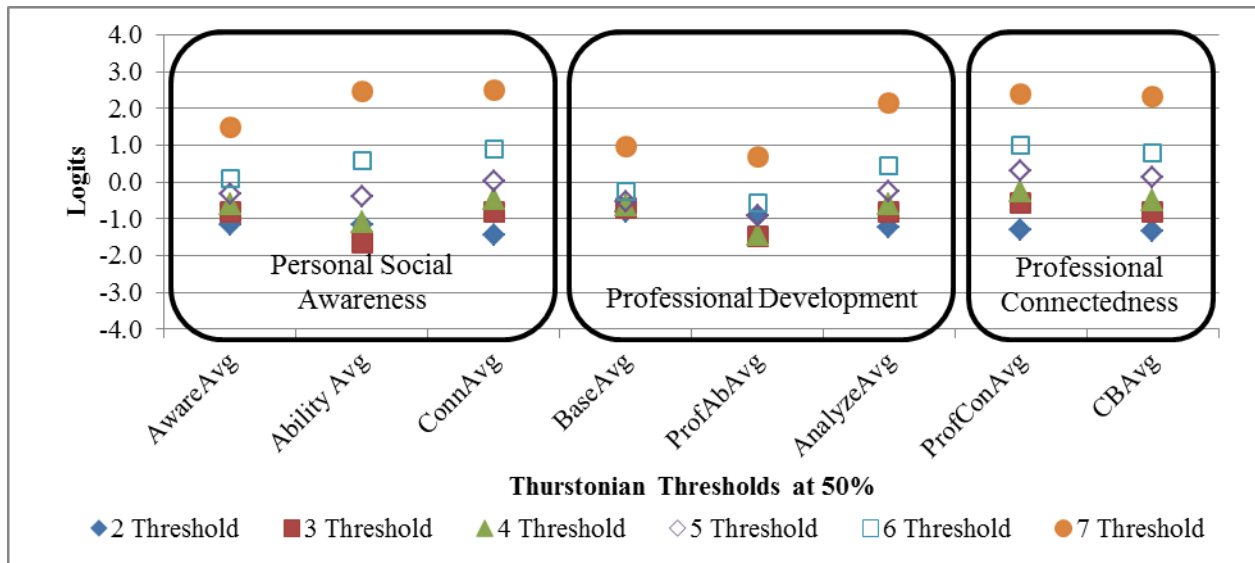 4.0
3.0
2.0
1.0
0.0
-1.0
-2.0
-3.0
-4.0
Logits
Personal Social
Awareness
Professional Development
Professional
Connectedness
AwareAvg
Ability Avg
ConnAvg
BaseAvg
ProfAbAvg
AnalyzeAvg
ProfConAvg
CBAvg
Thurstonian Thresholds at 50%
2 Threshold
3 Threshold
4 Threshold
5 Threshold
6 Threshold
7 Threshold